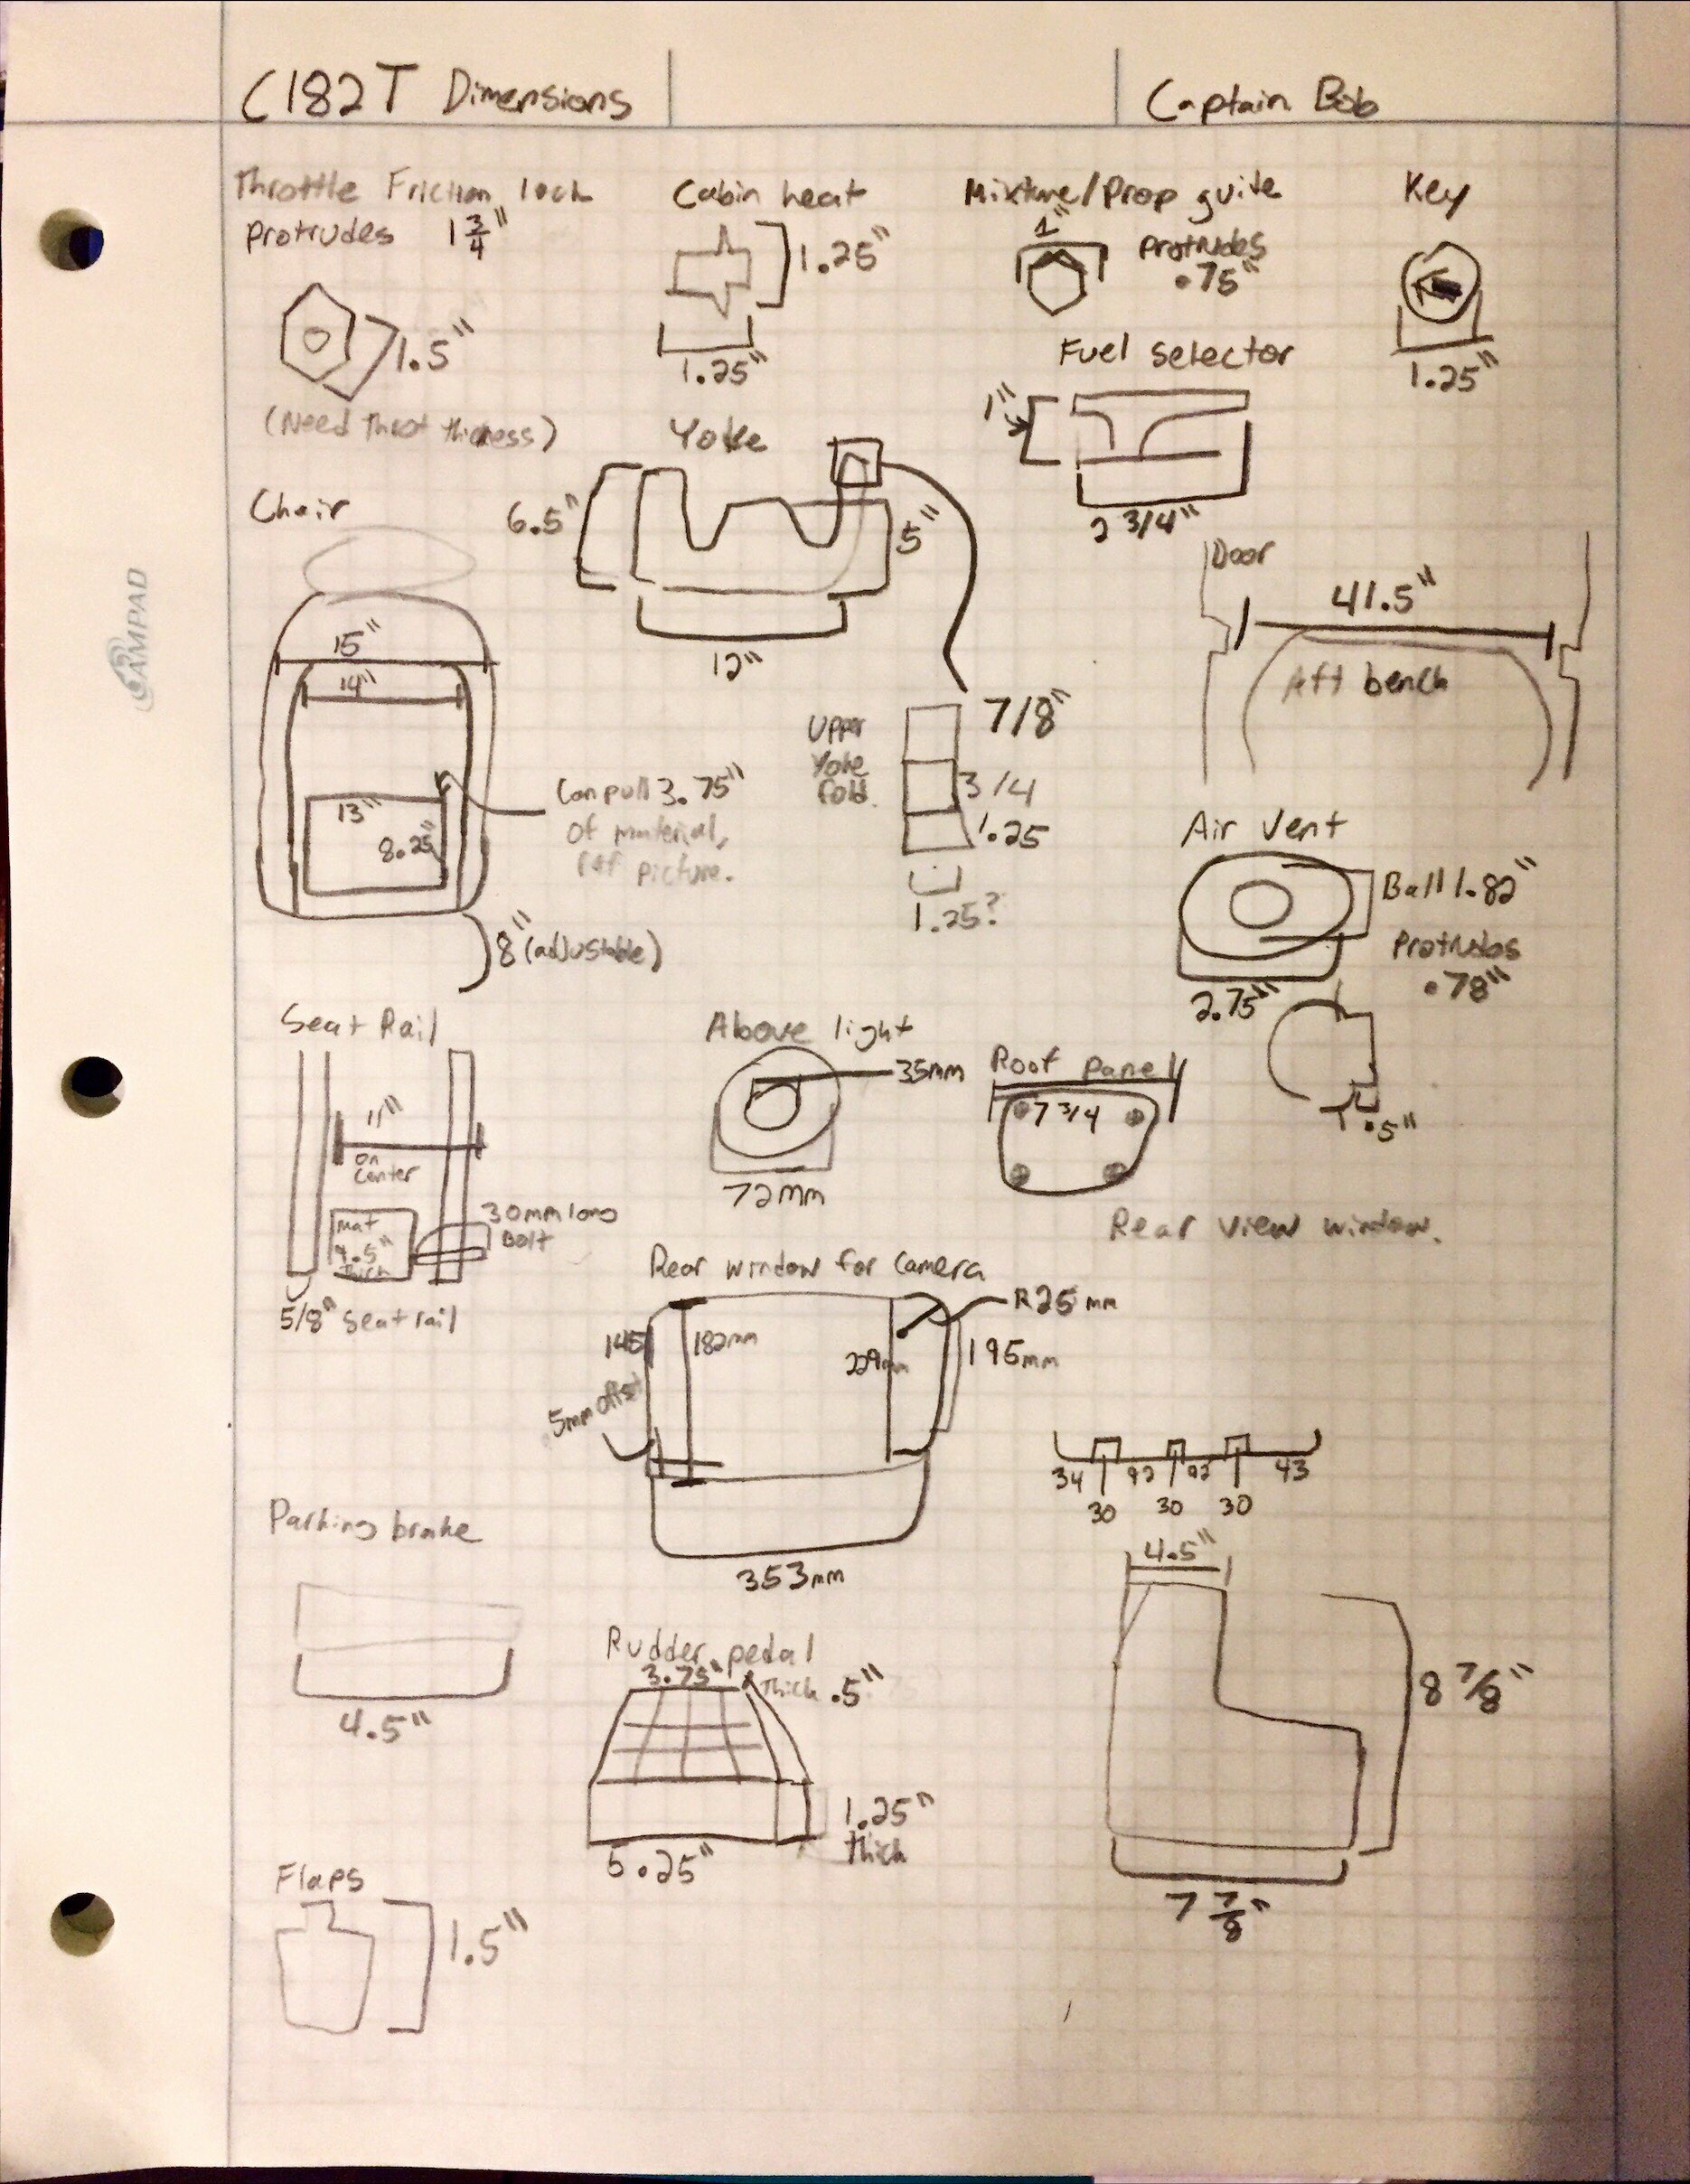 C182T Dimensions
Captain Bob
Throttle Friction lock
Protrudes 1 3/4"
1.5"
(Need throt thickness)
Cabin heat
1.25"
1.25"
Mixture/Prop guide
1"
Protrudes
.75"
Key
1.25"
Fuel selector
1"
2 3/4"
Yoke
6.5"
5"
12"
Upper
Yoke
fold.
7/8"
3/4
1.25
1.25?
Chair
15"
14"
13"
8.25"
Can pull 3.75"
of material,
ref picture.
8" (adjustable)
Door
41.5"
Aft bench
Air Vent
Ball 1.82"
Protrudes
.78"
2.75"
.5"
Seat Rail
11"
on
Center
mat
thick
30mm long
Bolt
5/8" Seat rail
Above light
35mm
72mm
Roof panel
7 3/4
Rear view window.
Rear window for Camera
R25mm
145
182mm
229mm
195mm
5mm offset
353mm
34 92 92 43
30 30 30
Parking brake
4.5"
Rudder pedal
3.75"
Thick .5"
1.25"
thick
5.25"
4.5"
8 7/8"
7 7/8"
Flaps
1.5"
AMPAD